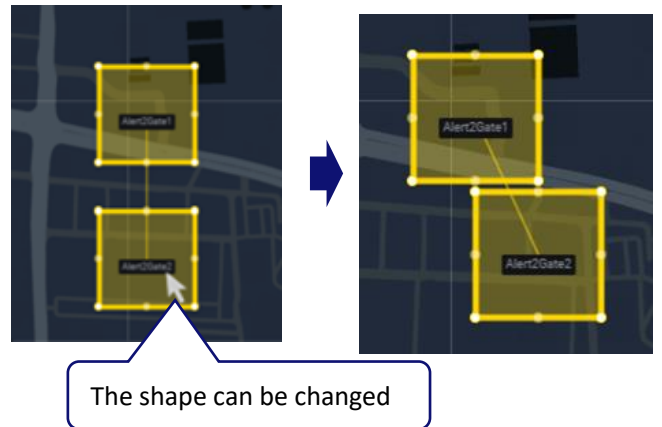 Alert2Gate1
Alert2Gate2
Alert2Gate1
Alert2Gate2
The shape can be changed